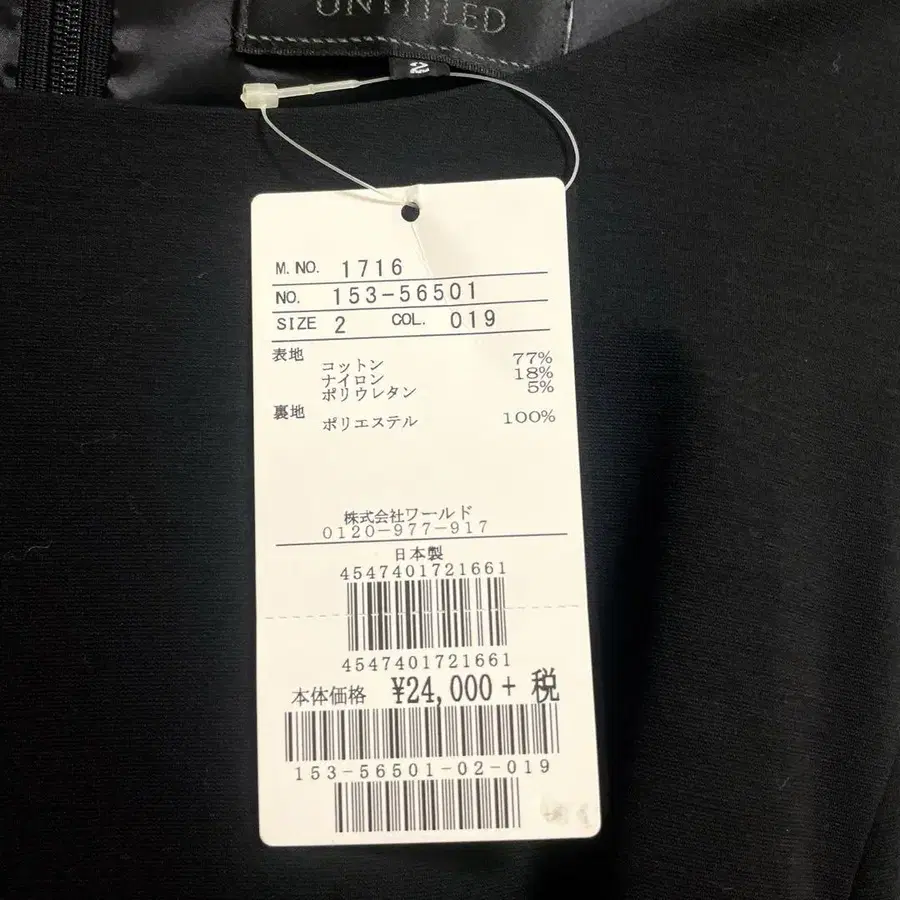 UNTITLED
2
M. NO. 1716
NO. 153-56501
SIZE 2 COL. 019
表地
コットン 77%
ナイロン 18%
ポリウレタン 5%
裏地
ポリエステル 100%
株式会社ワールド
0120-977-917
日本製
4547401721661
4547401721661
本体価格 ¥24,000 + 税
153-56501-02-019